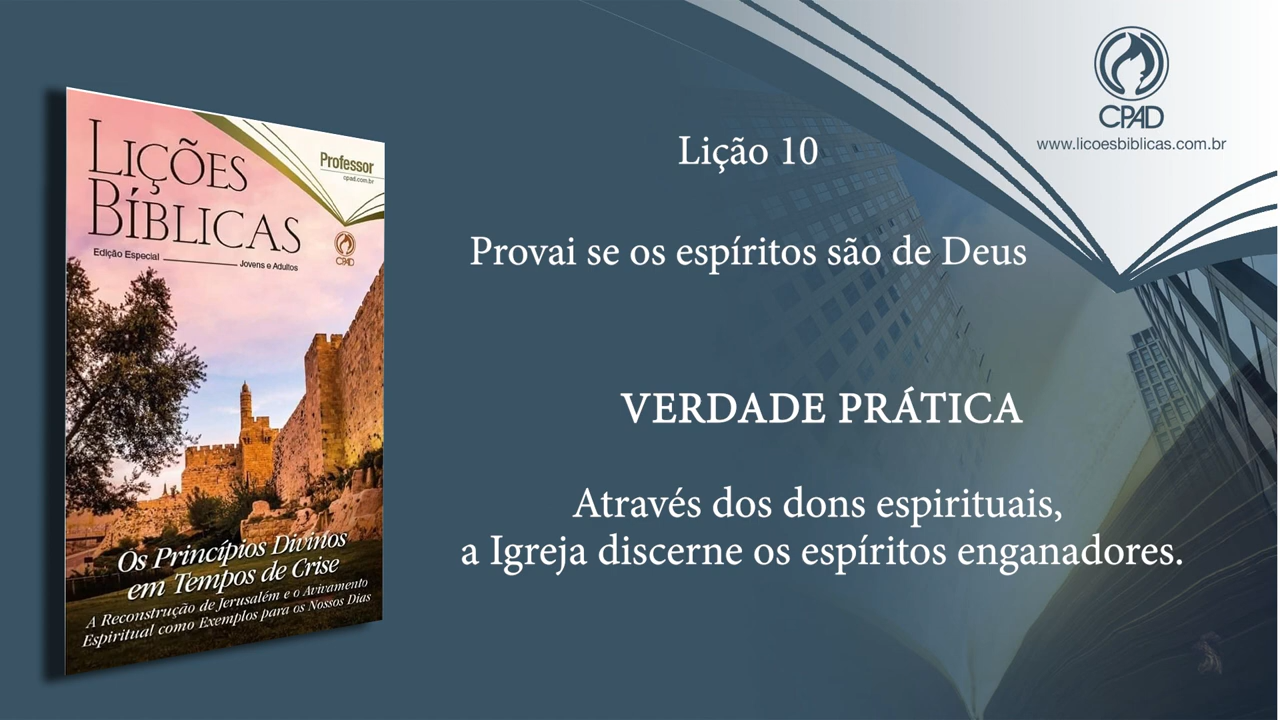 LIÇÕES
BÍBLICAS
Professor
cpad.com.br
CPAD
Edição Especial
Jovens e Adultos
Os Princípios Divinos
em Tempos de Crise
A Reconstrução de Jerusalém e o Avivamento
Espiritual como Exemplos para os Nossos Dias
CPAD
www.licoesbiblicas.com.br
Lição 10
Provai se os espíritos são de Deus
VERDADE PRÁTICA
Através dos dons espirituais,
a Igreja discerne os espíritos enganadores.